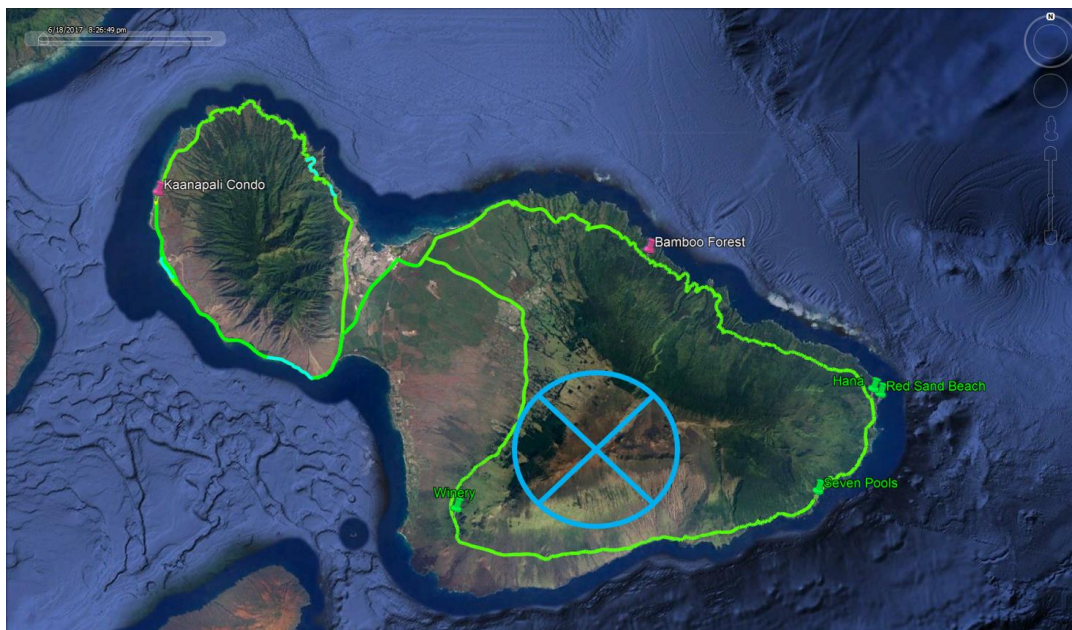 6/18/2017 8:26:49 pm
N
Kaanapali Condo
Bamboo Forest
Hana
Red Sand Beach
Seven Pools
Winery